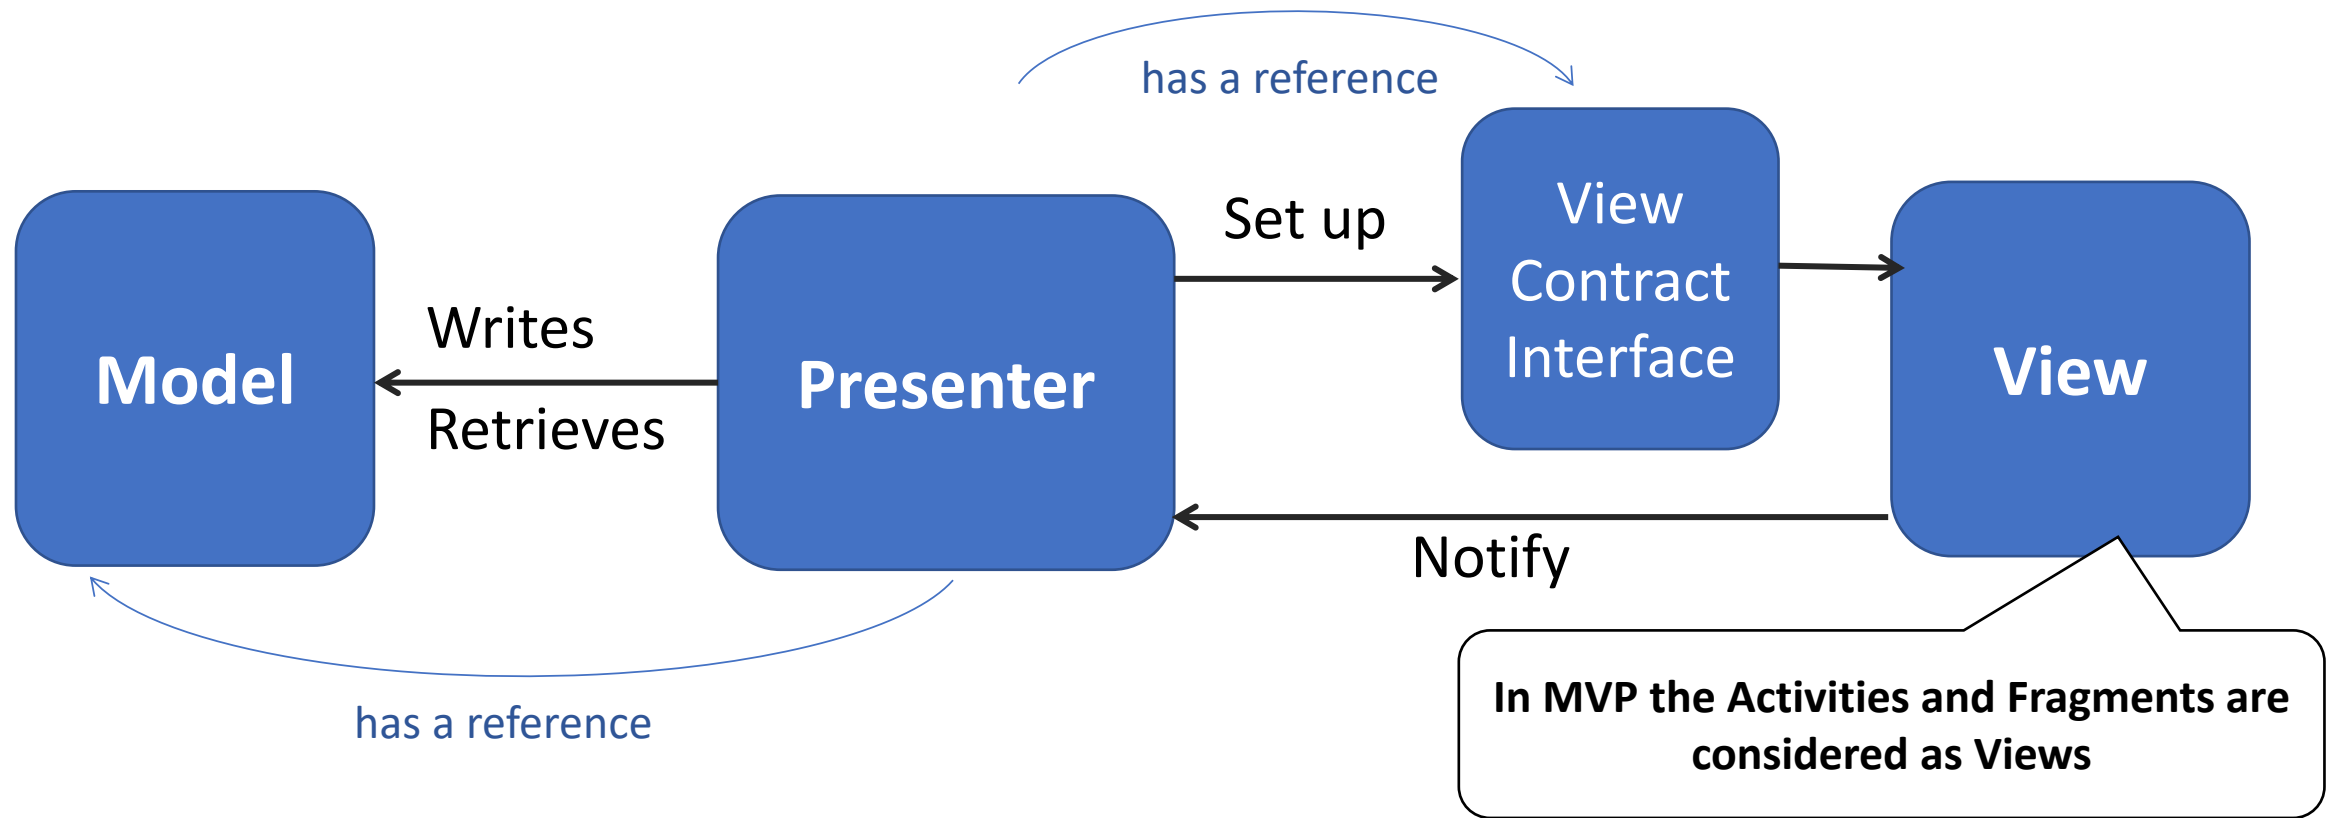 has a reference
Set up
View
Contract
Interface
Writes
Retrieves
Model
Presenter
View
Notify
has a reference
In MVP the Activities and Fragments are
considered as Views